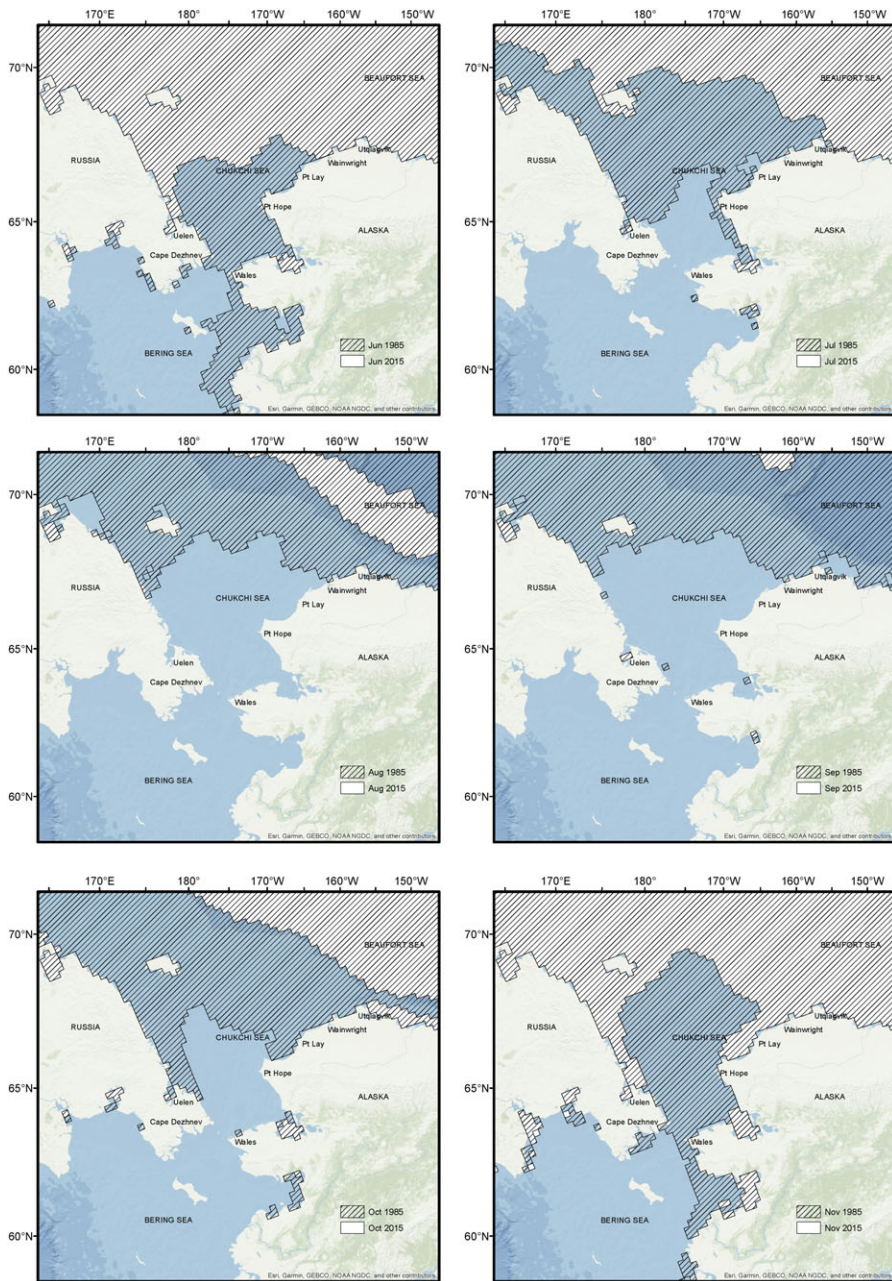 170°E 180° 170°W 160°W 150°W
170°E 180° 170°W 160°W 150°W
70°N
BEAUFORT SEA
RUSSIA
Utqiagvik
Wainwright
CHUKCHI SEA
Pt Lay
Pt Hope
65°N
ALASKA
Uelen
Cape Dezhnev
Wales
Jun 1985
BERING SEA
Jun 2015
60°N
Esri, Garmin, GEBCO, NOAA NGDC, and other contributors
70°N
BEAUFORT SEA
RUSSIA
Utqiagvik
Wainwright
CHUKCHI SEA
Pt Lay
Pt Hope
65°N
ALASKA
Uelen
Cape Dezhnev
Wales
Jul 1985
BERING SEA
Jul 2015
60°N
Esri, Garmin, GEBCO, NOAA NGDC, and other contributors
170°E 180° 170°W 160°W 150°W
170°E 180° 170°W 160°W 150°W
70°N
BEAUFORT SEA
RUSSIA
Utqiagvik
Wainwright
CHUKCHI SEA
Pt Lay
Pt Hope
65°N
ALASKA
Uelen
Cape Dezhnev
Wales
Aug 1985
BERING SEA
Aug 2015
60°N
Esri, Garmin, GEBCO, NOAA NGDC, and other contributors
70°N
BEAUFORT SEA
RUSSIA
Utqiagvik
Wainwright
CHUKCHI SEA
Pt Lay
Pt Hope
65°N
ALASKA
Uelen
Cape Dezhnev
Wales
Sep 1985
BERING SEA
Sep 2015
60°N
Esri, Garmin, GEBCO, NOAA NGDC, and other contributors
170°E 180° 170°W 160°W 150°W
170°E 180° 170°W 160°W 150°W
70°N
BEAUFORT SEA
RUSSIA
Utqiagvik
Wainwright
CHUKCHI SEA
Pt Lay
Pt Hope
65°N
ALASKA
Uelen
Cape Dezhnev
Wales
Oct 1985
BERING SEA
Oct 2015
60°N
Esri, Garmin, GEBCO, NOAA NGDC, and other contributors
70°N
BEAUFORT SEA
RUSSIA
Utqiagvik
Wainwright
CHUKCHI SEA
Pt Lay
Pt Hope
65°N
ALASKA
Uelen
Cape Dezhnev
Wales
Nov 1985
BERING SEA
Nov 2015
60°N
Esri, Garmin, GEBCO, NOAA NGDC, and other contributors